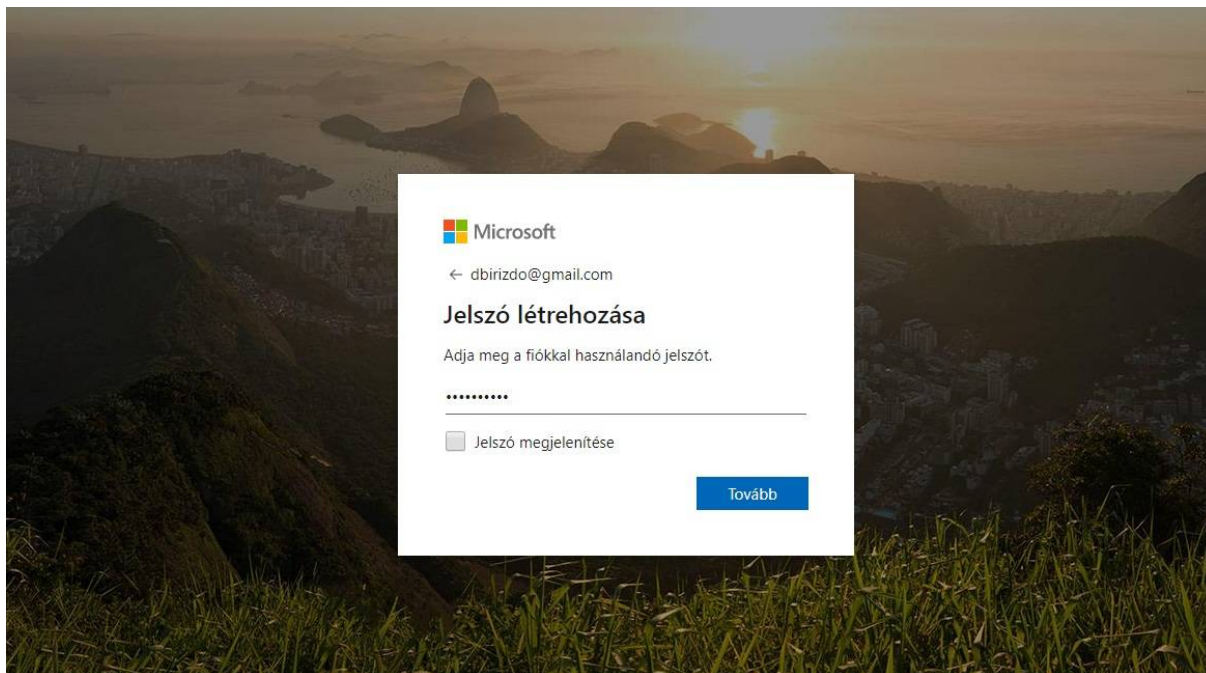 Microsoft
← dbirizdo@gmail.com
Jelszó létrehozása
Adja meg a fiókkal használandó jelszót.
••••••••••
Jelszó megjelenítése
Tovább